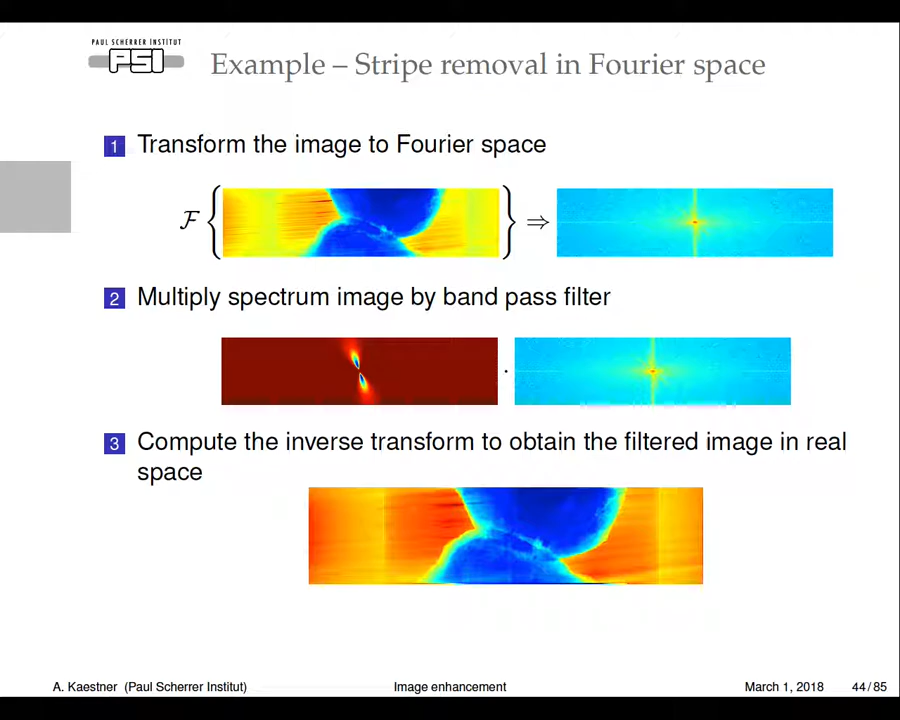 PAUL SCHERRER INSTITUT
PSI
Example – Stripe removal in Fourier space
1 Transform the image to Fourier space
ℱ { } ⇒
2 Multiply spectrum image by band pass filter
·
3 Compute the inverse transform to obtain the filtered image in real
space
A. Kaestner (Paul Scherrer Institut) Image enhancement March 1, 2018 44/85